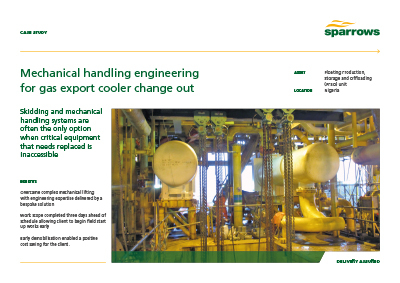 CASE STUDY
sparrows
Mechanical handling engineering
for gas export cooler change out
ASSET
Floating Production,
Storage and Offloading
(FPSO) unit
LOCATION
Nigeria
Skidding and mechanical
handling systems are
often the only option
when critical equipment
that needs replaced is
inaccessible
BENEFITS
Overcame complex mechanical lifting
with engineering expertise delivered by a
bespoke solution
Work scope completed three days ahead of
schedule allowing client to begin field start
up works early
Early demobilisation enabled a positive
cost saving for the client.
DELIVERY ASSURED